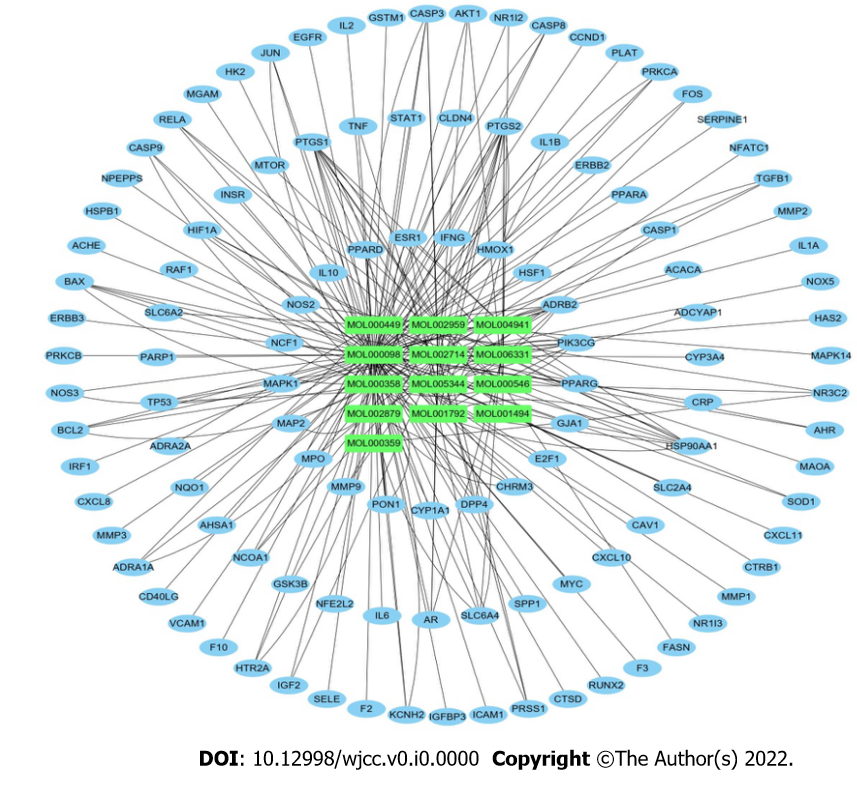 CASP3 AKT1
GSTM1 NR1I2
IL2 CASP8
EGFR CCND1
JUN PLAT
HK2 PRKCA
MGAM FOS
RELA STAT1 CLDN4 SERPINE1
TNF PTGS2
PTGS1 IL1B
CASP9 NFATC1
MTOR ERBB2
NPEPPS TGFB1
INSR PPARA
HSPB1 MMP2
HIF1A CASP1
ESR1 IFNG
ACHE IL1A
PPARD HMOX1
RAF1 IL10 HSF1 ACACA
BAX NOX5
NOS2 ADRB2
SLC6A2 ADCYAP1
ERBB3 HAS2
MOL000449 MOL002959 MOL004941
NCF1 PIK3CG
PRKCB PARP1 MOL000098 MOL002714 MOL006331 CYP3A4 MAPK14
MAPK1 MOL000358 MOL005344 MOL000546 PPARG
NOS3 NR3C2
TP53 CRP
MOL002879 MOL001792 MOL001494
MAP2 GJA1
BCL2 AHR
ADRA2A MOL000359 HSP90AA1
IRF1 MPO E2F1 MAOA
NQO1 MMP9 CHRM3 SLC2A4
CXCL8 SOD1
PON1 CYP1A1 DPP4
AHSA1 CAV1
MMP3 CXCL11
NCOA1 CXCL10
ADRA1A CTRB1
GSK3B MYC
CD40LG MMP1
NFE2L2 SPP1
IL6 AR SLC6A4
VCAM1 NR1I3
F10 FASN
HTR2A F3
IGF2 RUNX2
SELE CTSD
F2 PRSS1
KCNH2 IGFBP3 ICAM1
DOI: 10.12998/wjcc.v0.i0.0000 Copyright ©The Author(s) 2022.